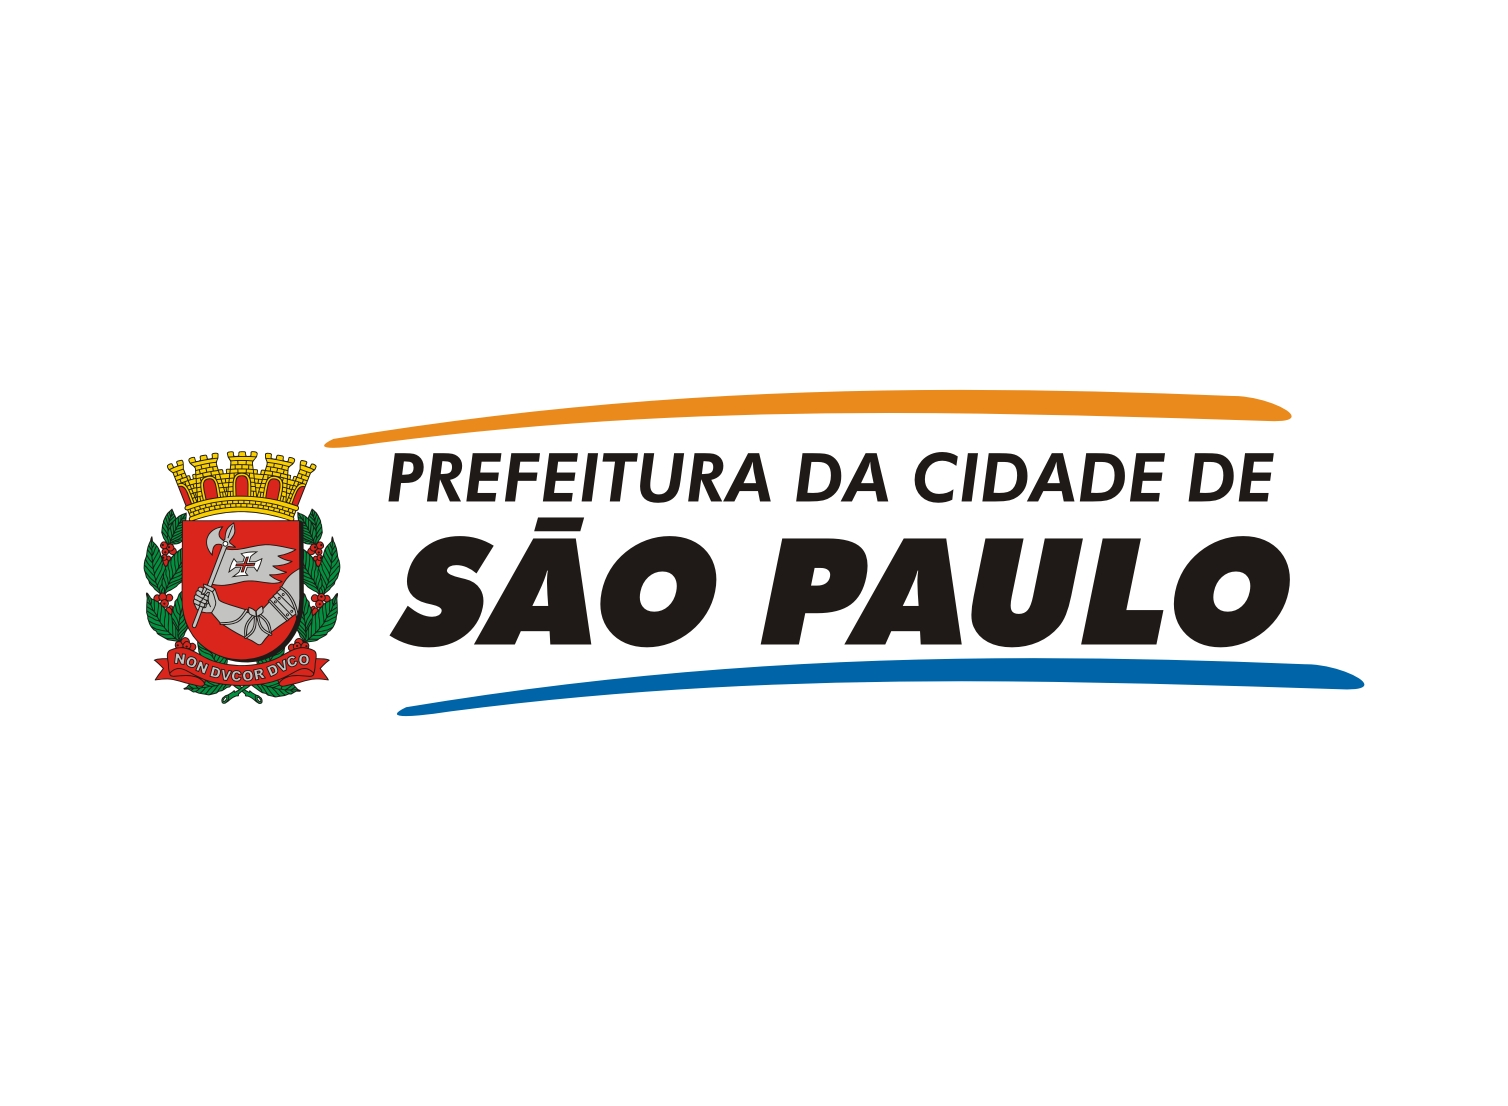 PREFEITURA DA CIDADE DE
SÃO PAULO
NON DVCOR DVCO